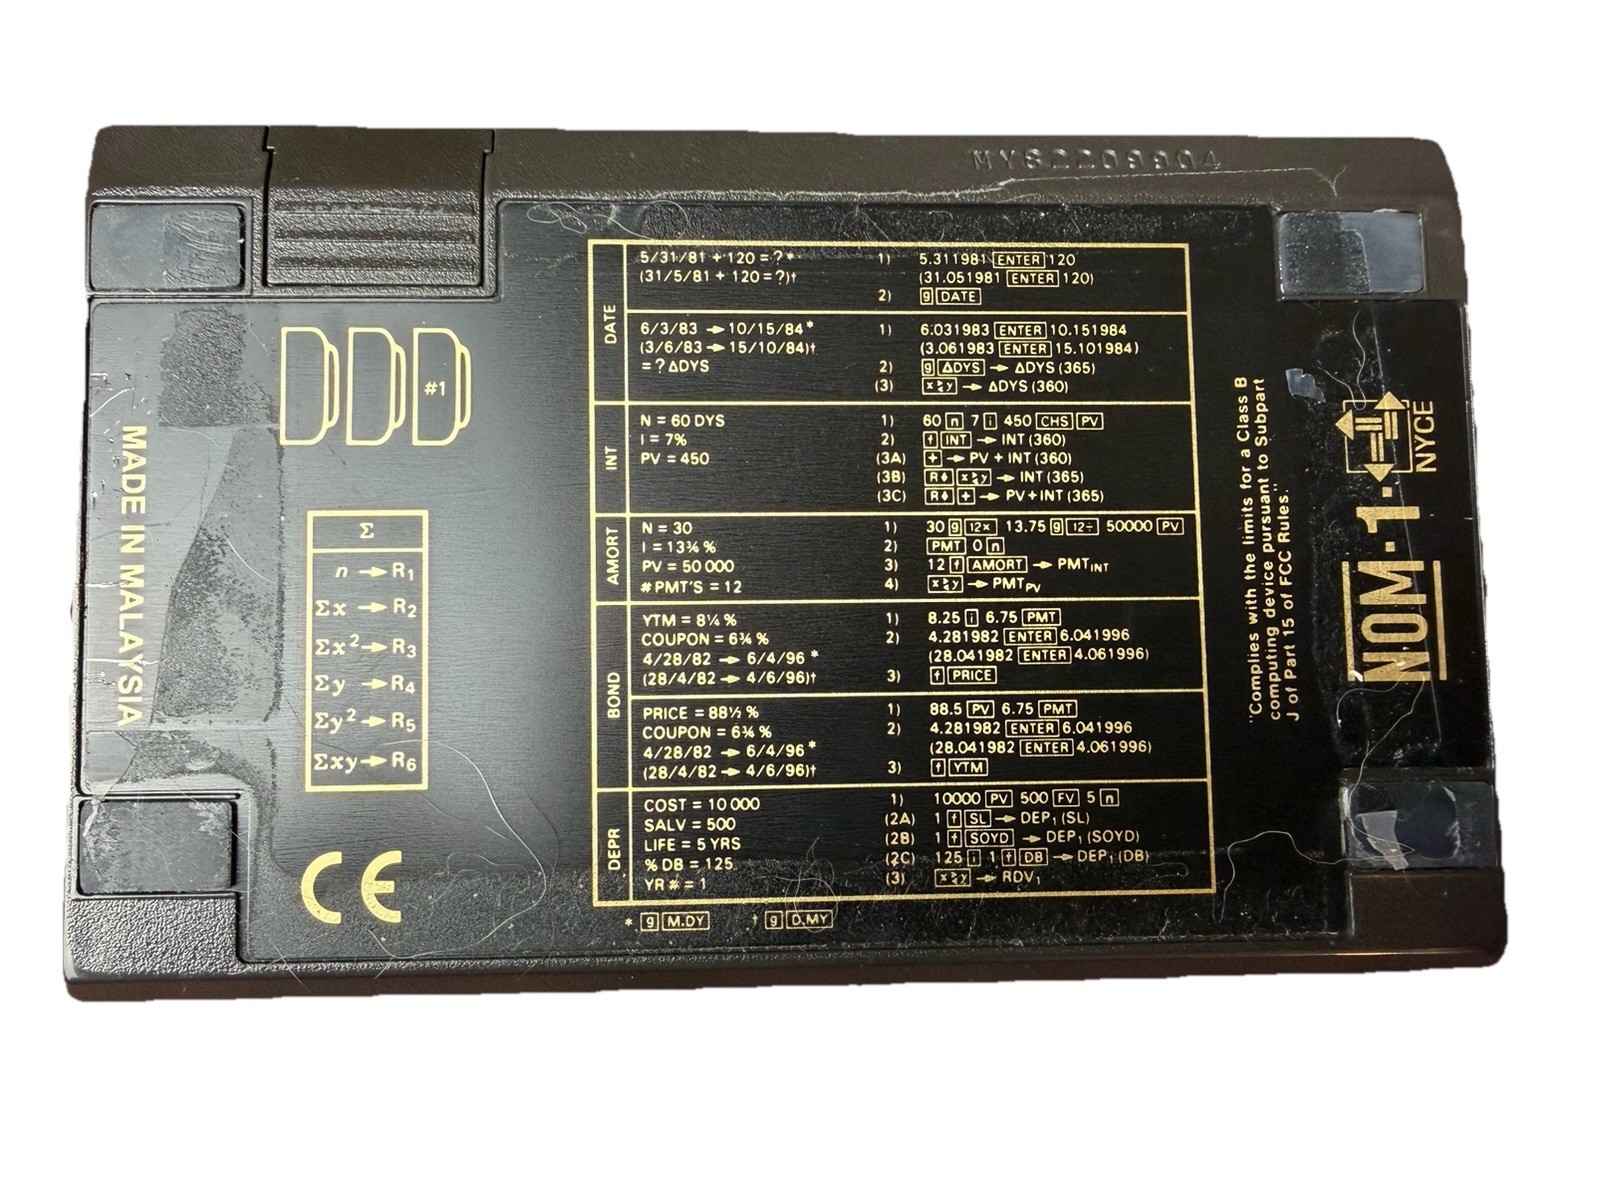 MY82209904
DATE
5/31/81 + 120 = ? * 1) 5.311981 ENTER 120
(31/5/81 + 120 = ?)† (31.051981 ENTER 120)
2) g DATE
6/3/83 → 10/15/84* 1) 6.031983 ENTER 10.151984
(3/6/83 → 15/10/84)† (3.061983 ENTER 15.101984)
= ? ΔDYS 2) g ΔDYS → ΔDYS (365)
(3) x≷y → ΔDYS (360)
INT
N = 60 DYS 1) 60 n 7 i 450 CHS PV
I = 7% 2) f INT → INT (360)
PV = 450 (3A) + → PV + INT (360)
(3B) R↓ x≷y → INT (365)
(3C) R↓ + → PV + INT (365)
AMORT
N = 30 1) 30 g 12× 13.75 g 12÷ 50000 PV
I = 13¾ % 2) PMT 0 n
PV = 50 000 3) 12 f AMORT → PMT INT
# PMT'S = 12 4) x≷y → PMT PV
BOND
YTM = 8¼ % 1) 8.25 i 6.75 PMT
COUPON = 6¾ % 2) 4.281982 ENTER 6.041996
4/28/82 → 6/4/96 * (28.041982 ENTER 4.061996)
(28/4/82 → 4/6/96)† 3) f PRICE
PRICE = 88½ % 1) 88.5 PV 6.75 PMT
COUPON = 6¾ % 2) 4.281982 ENTER 6.041996
4/28/82 → 6/4/96* (28.041982 ENTER 4.061996)
(28/4/82 → 4/6/96)† 3) f YTM
DEPR
COST = 10 000 1) 10000 PV 500 FV 5 n
SALV = 500 (2A) 1 f SL → DEP₁ (SL)
LIFE = 5 YRS (2B) 1 f SOYD → DEP₁ (SOYD)
% DB = 125 (2C) 125 i 1 f DB → DEP₁ (DB)
YR # = 1 (3) x≷y → RDV₁
* g M.DY † g D.MY
#1
MADE IN MALAYSIA
Σ
n → R₁
Σx → R₂
Σx² → R₃
Σy → R₄
Σy² → R₅
Σxy → R₆
CE
"Complies with the limits for a Class B
computing device pursuant to Subpart
J of Part 15 of FCC Rules."
NOM·1·
NYCE